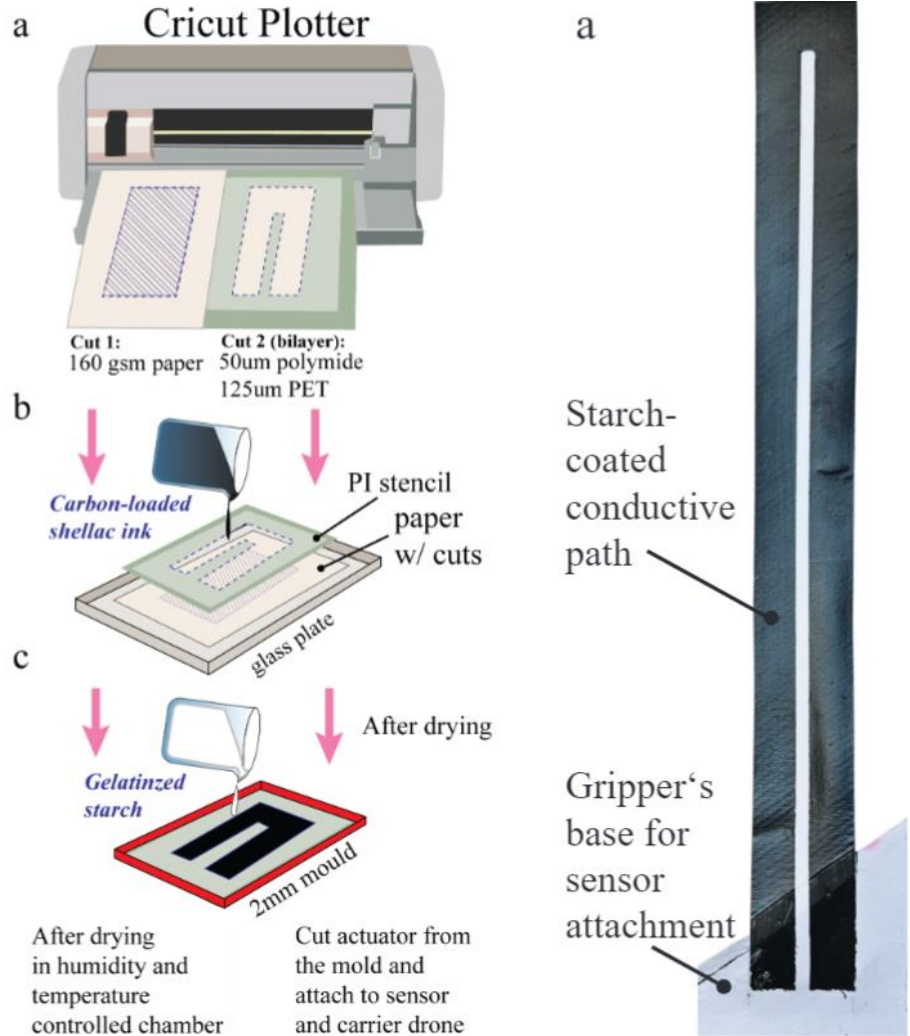 a
Cricut Plotter
Cut 1:
160 gsm paper
Cut 2 (bilayer):
50um polymide
125um PET
b
Carbon-loaded
shellac ink
PI stencil
paper
w/ cuts
glass plate
c
After drying
Gelatinzed
starch
2mm mould
After drying
in humidity and
temperature
controlled chamber
Cut actuator from
the mold and
attach to sensor
and carrier drone
a
Starch-
coated
conductive
path
Gripper‘s
base for
sensor
attachment